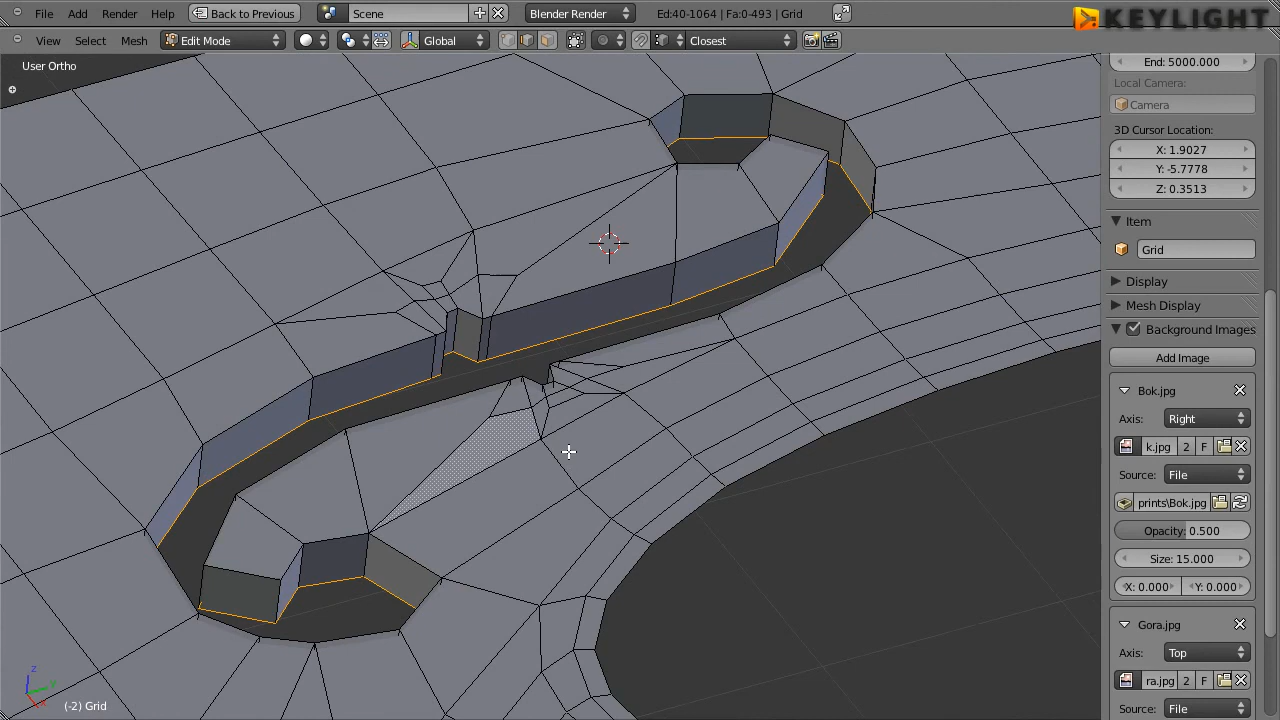 File Add Render Help Back to Previous Scene Blender Render Ed:40-1064 | Fa:0-493 | Grid KEYLIGHT
View Select Mesh Edit Mode Global Closest
User Ortho
End: 5000.000
Local Camera:
Camera
3D Cursor Location:
X: 1.9027
Y: -5.7778
Z: 0.3513
Item
Grid
Display
Mesh Display
Background Images
Add Image
Bok.jpg
Axis: Right
k.jpg 2 F
Source: File
prints\Bok.jpg
Opacity: 0.500
Size: 15.000
X: 0.000 Y: 0.000
Gora.jpg
Axis: Top
ra.jpg 2 F
Source: File
z
y
x
(-2) Grid